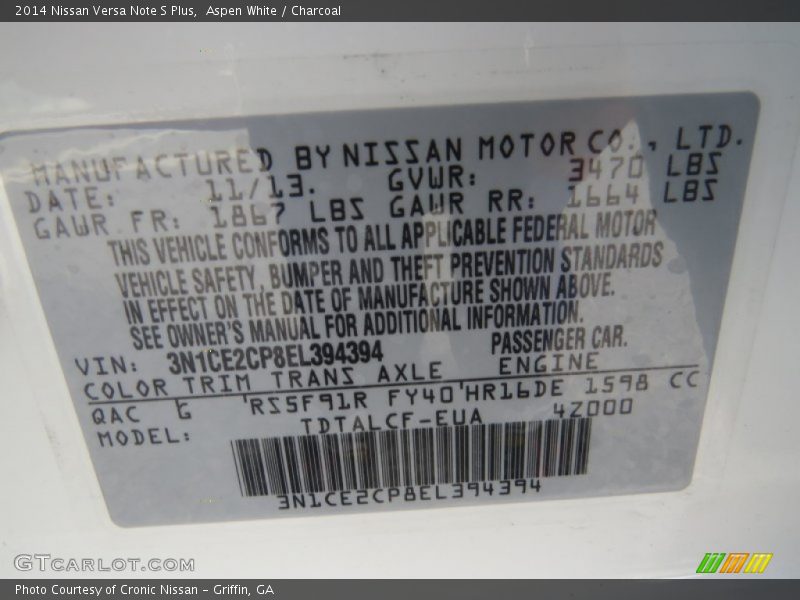 2014 Nissan Versa Note S Plus,  Aspen White / Charcoal
MANUFACTURED BY NISSAN MOTOR CO., LTD.
DATE: 11/13. GVWR: 3470 LBS
GAWR FR: 1867 LBS GAWR RR: 1664 LBS
THIS VEHICLE CONFORMS TO ALL APPLICABLE FEDERAL MOTOR
VEHICLE SAFETY, BUMPER AND THEFT PREVENTION STANDARDS
IN EFFECT ON THE DATE OF MANUFACTURE SHOWN ABOVE.
SEE OWNER'S MANUAL FOR ADDITIONAL INFORMATION.
VIN: 3N1CE2CP8EL394394 PASSENGER CAR.
COLOR TRIM TRANS AXLE ENGINE
QAC G RS5F91R FY40 HR16DE 1598 CC
MODEL: TDTALCF-EUA 4Z000
3N1CE2CP8EL394394
GTCARLOT.COM
Photo Courtesy of Cronic Nissan - Griffin, GA